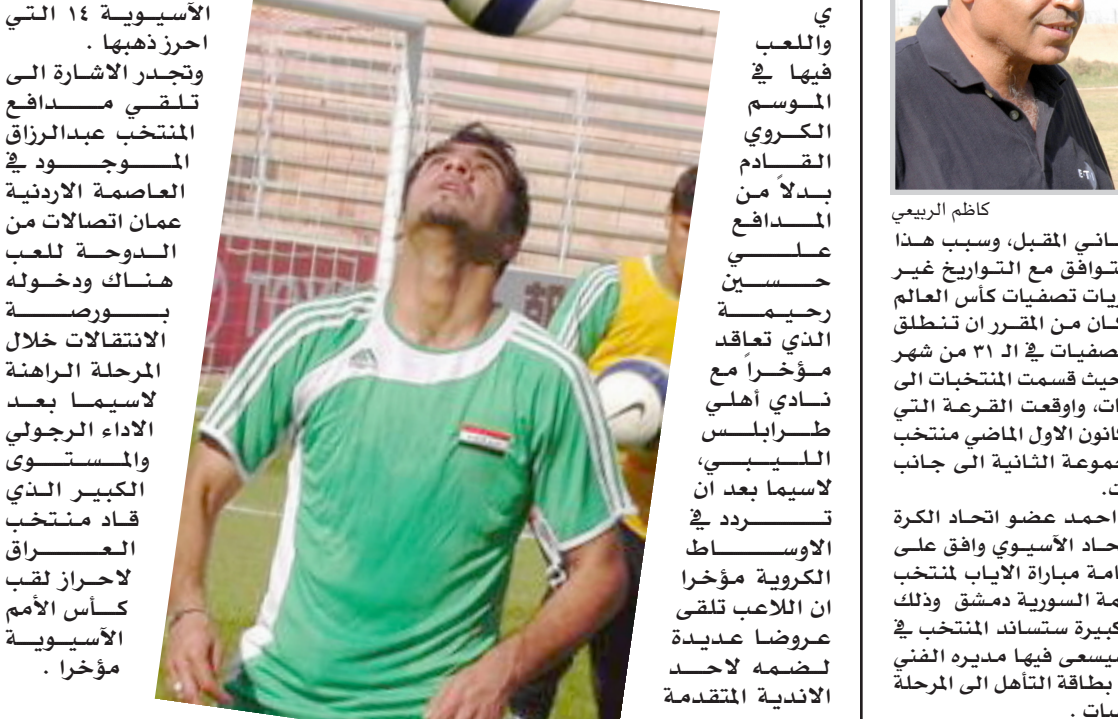 كاظم الربيعي
اني المقبل، وسبب هذا
توافق مع التواريخ غير
ريات تصفيات كأس العالم
كان من المقرر ان تنطلق
صفيات في الـ ٣١ من شهر
حيث قسمت المنتخبات الى
ات، واوقعت القرعة التي
كانون الاول الماضي منتخب
جموعة الثانية الى جانب
ت.
احمد عضو اتحاد الكرة
حاد الآسيوي وافق على
امة مباراة الاياب لمنتخب
مة السورية دمشق وذلك
كبيرة ستساند المنتخب في
سيسعى فيها مديره الفني
بطاقة التأهل الى المرحلة
يات .
ي
واللعب
فيها في
الموسم
الكروي
القادم
بدلاً من
المدافع
علي
حسين
رحيمة
الذي تعاقد
مؤخراً مع
نادي أهلي
طرابلس
الليبي،
لاسيما بعد ان
تردد في
الاوساط
الكروية مؤخرا
ان اللاعب تلقى
عروضا عديدة
لضمه لاحد
الاندية المتقدمة
الآسيوية ١٤ التي
احرز ذهبها .
وتجدر الاشارة الى
تلقي مدافع
المنتخب عبدالرزاق
الموجود في
العاصمة الاردنية
عمان اتصالات من
الدوحة للعب
هناك ودخوله
بورصة
الانتقالات خلال
المرحلة الراهنة
لاسيما بعد
الاداء الرجولي
والمستوى
الكبير الذي
قاد منتخب
العراق
لاحراز لقب
كأس الأمم
الآسيوية
مؤخرا .